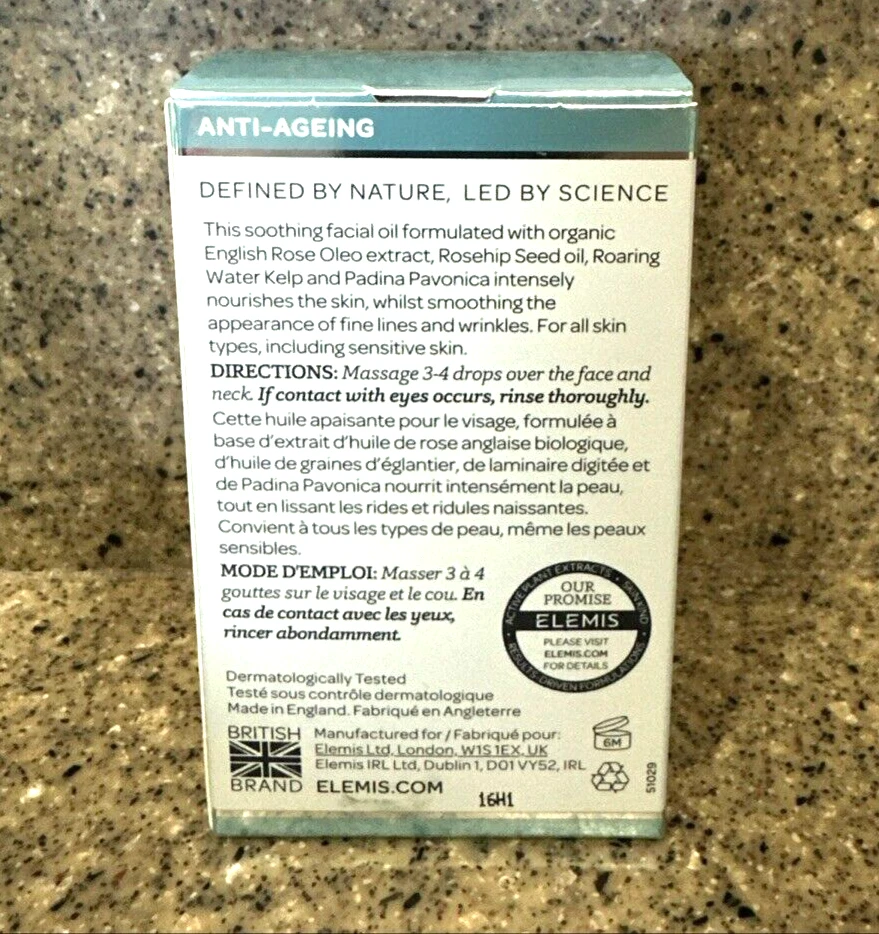 ANTI-AGEING
DEFINED BY NATURE, LED BY SCIENCE
This soothing facial oil formulated with organic
English Rose Oleo extract, Rosehip Seed oil, Roaring
Water Kelp and Padina Pavonica intensely
nourishes the skin, whilst smoothing the
appearance of fine lines and wrinkles. For all skin
types, including sensitive skin.
DIRECTIONS: Massage 3-4 drops over the face and
neck. If contact with eyes occurs, rinse thoroughly.
Cette huile apaisante pour le visage, formulée à
base d'extrait d'huile de rose anglaise biologique,
d'huile de graines d'églantier, de laminaire digitée et
de Padina Pavonica nourrit intensément la peau,
tout en lissant les rides et ridules naissantes.
Convient à tous les types de peau, même les peaux
sensibles.
MODE D'EMPLOI: Masser 3 à 4
gouttes sur le visage et le cou. En
cas de contact avec les yeux,
rincer abondamment.
ACTIVE PLANT EXTRACTS • SKIN KIND • RESULTS-DRIVEN FORMULATIONS •
OUR
PROMISE
ELEMIS
PLEASE VISIT
ELEMIS.COM
FOR DETAILS
Dermatologically Tested
Testé sous contrôle dermatologique
Made in England. Fabriqué en Angleterre
BRITISH
BRAND
Manufactured for / Fabriqué pour:
Elemis Ltd, London, W1S 1EX, UK
Elemis IRL Ltd, Dublin 1, D01 VY52, IRL
ELEMIS.COM
6M
51029
16H1